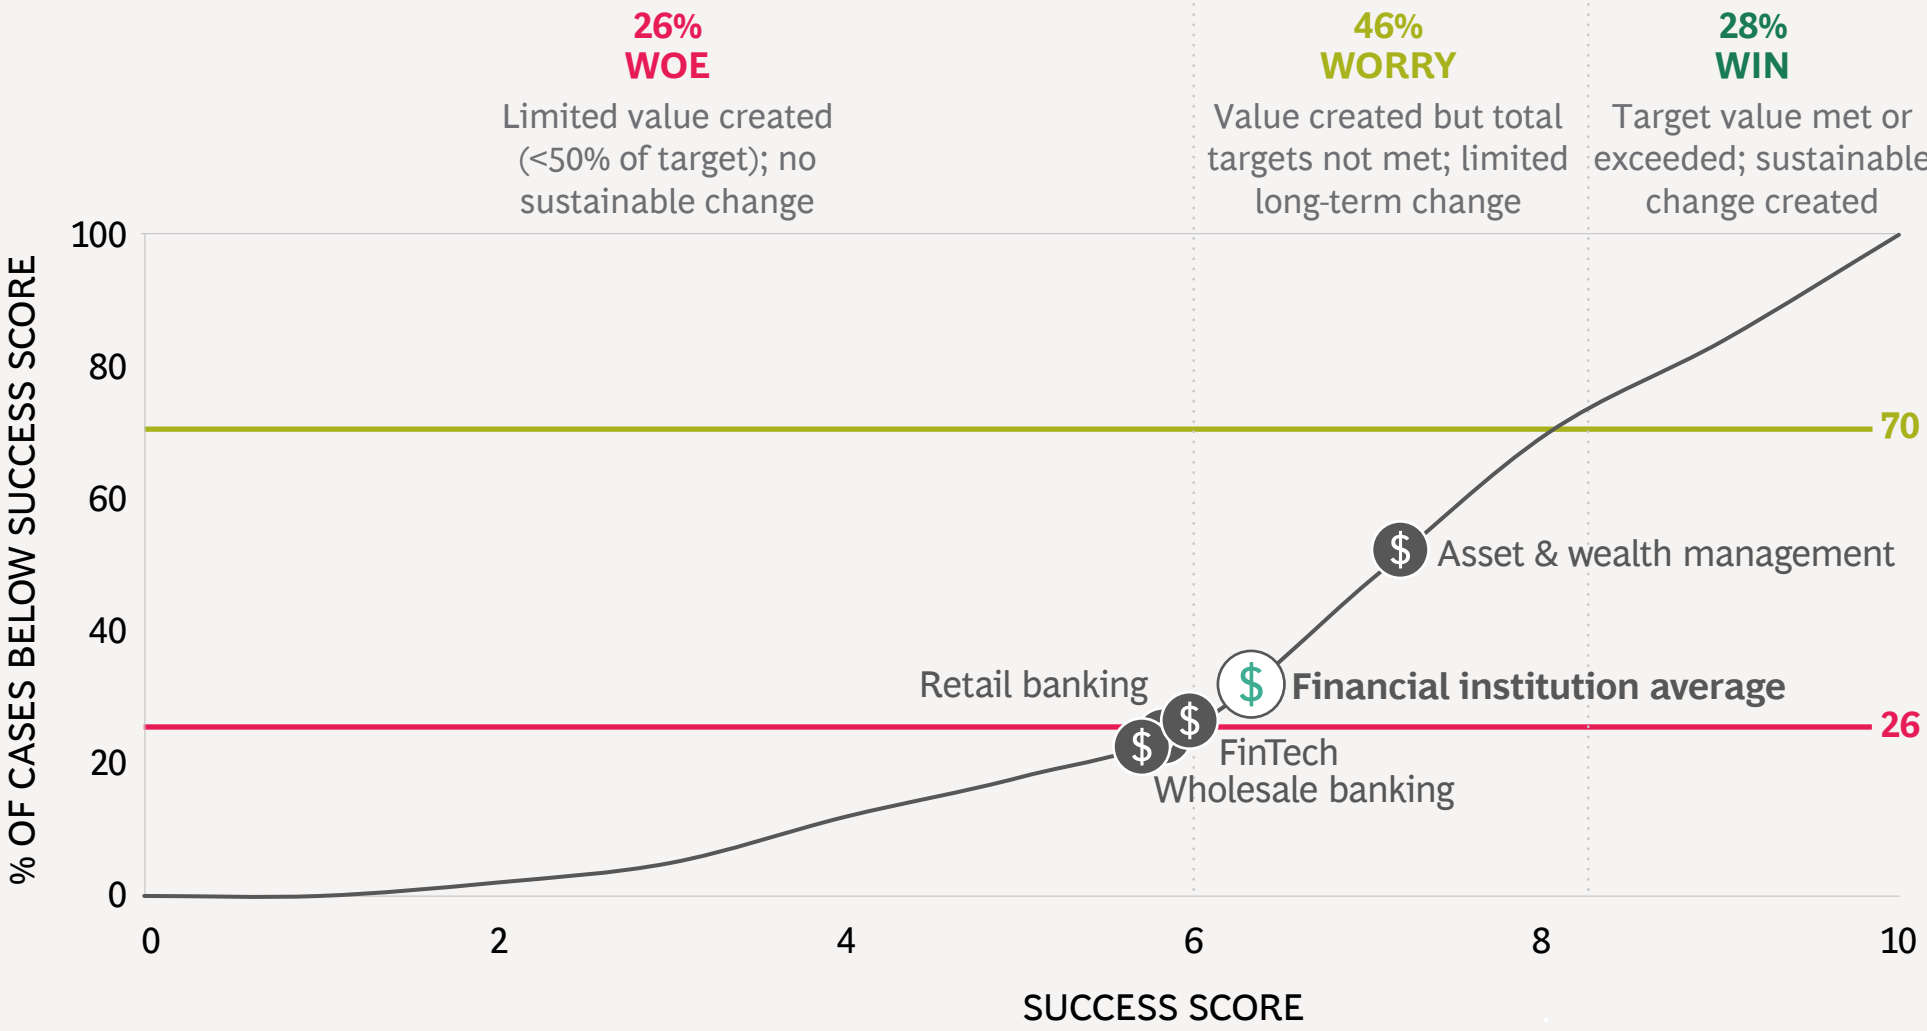 26%
WOE
Limited value created
(<50% of target); no
sustainable change
46%
WORRY
Value created but total
targets not met; limited
long-term change
28%
WIN
Target value met or
exceeded; sustainable
change created
% OF CASES BELOW SUCCESS SCORE
100
80
60
40
20
0
70
26
$ Asset & wealth management
$ Financial institution average
Retail banking
$
$
FinTech
Wholesale banking
0 2 4 6 8 10
SUCCESS SCORE